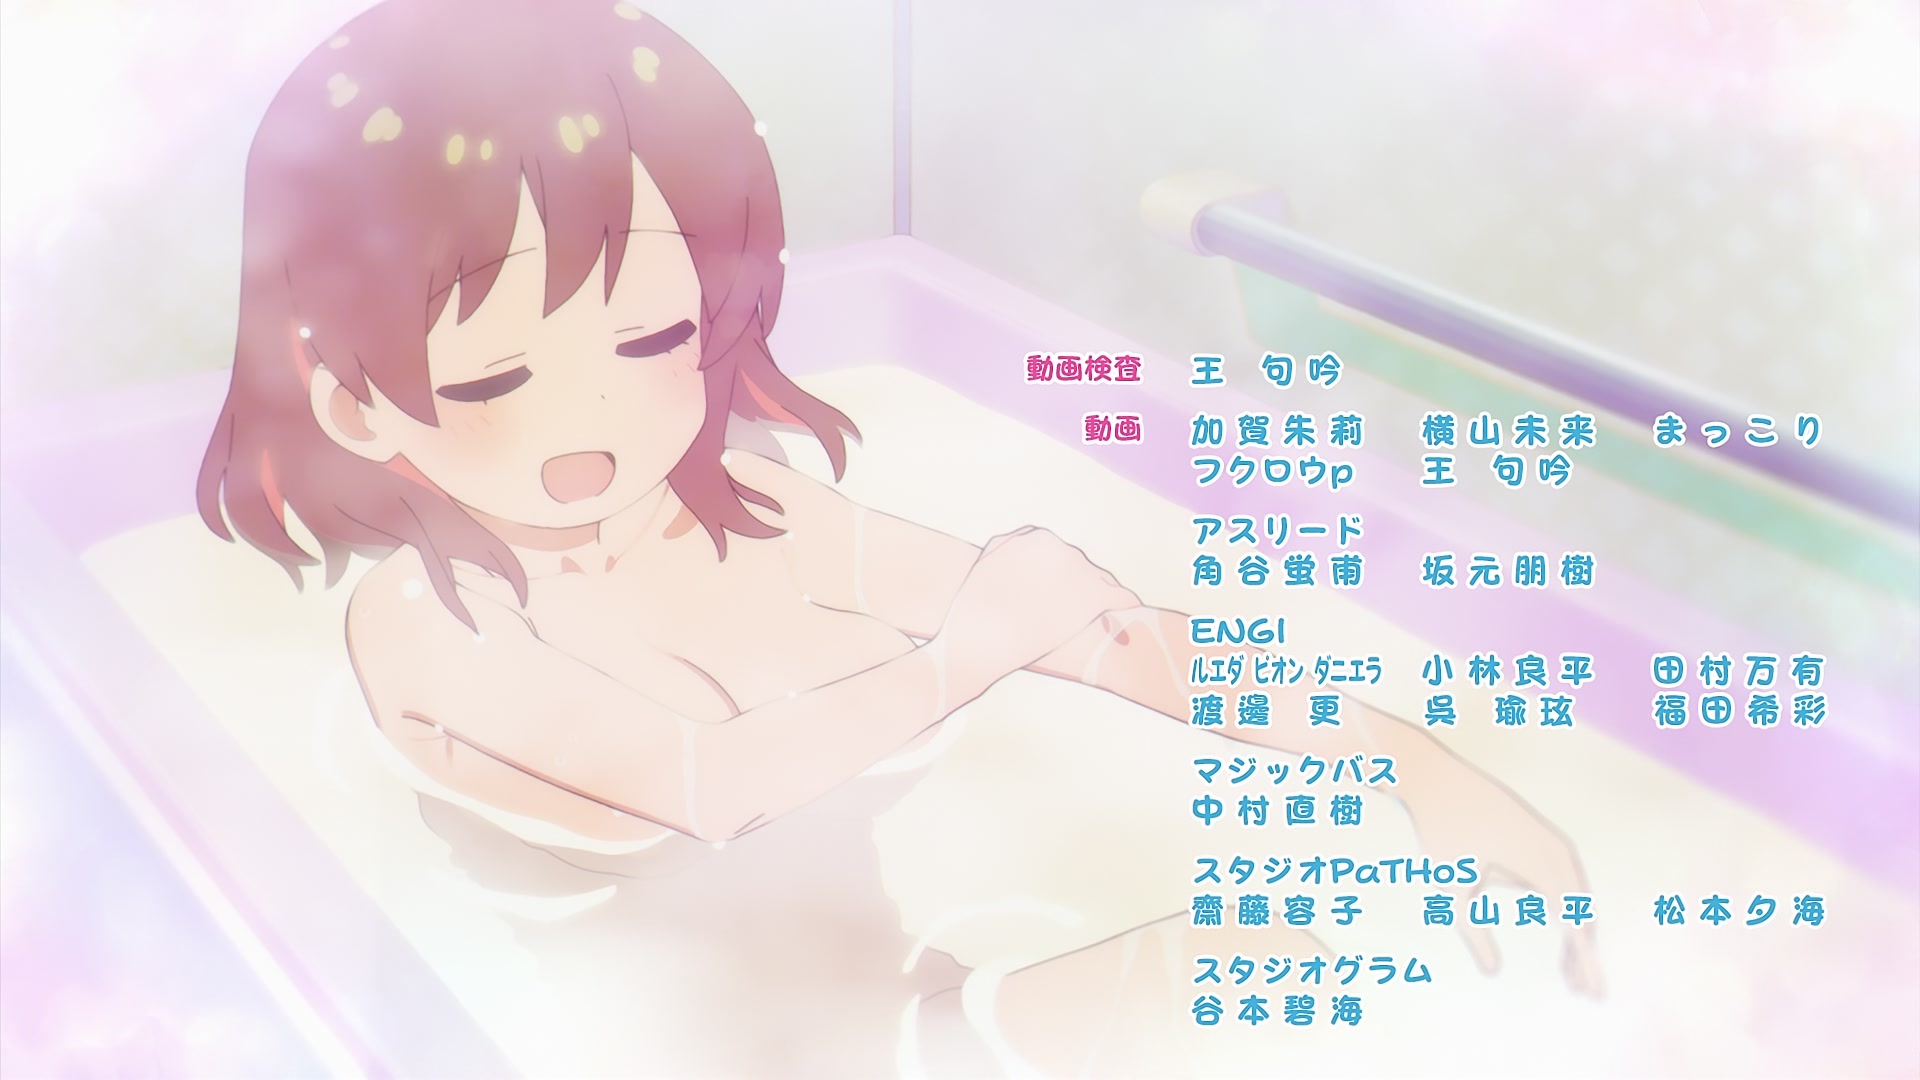 動画検査 王 句吟
動画 加賀朱莉 横山未来 まっこり
フクロウp 王 句吟
アスリード
角谷蛍甫 坂元朋樹
ENGI
ルエダ ビオン ダニエラ 小林良平 田村万有
渡邊 更 呉 瑜玹 福田希彩
マジックバス
中村直樹
スタジオPaTHoS
齋藤容子 高山良平 松本夕海
スタジオグラム
谷本碧海